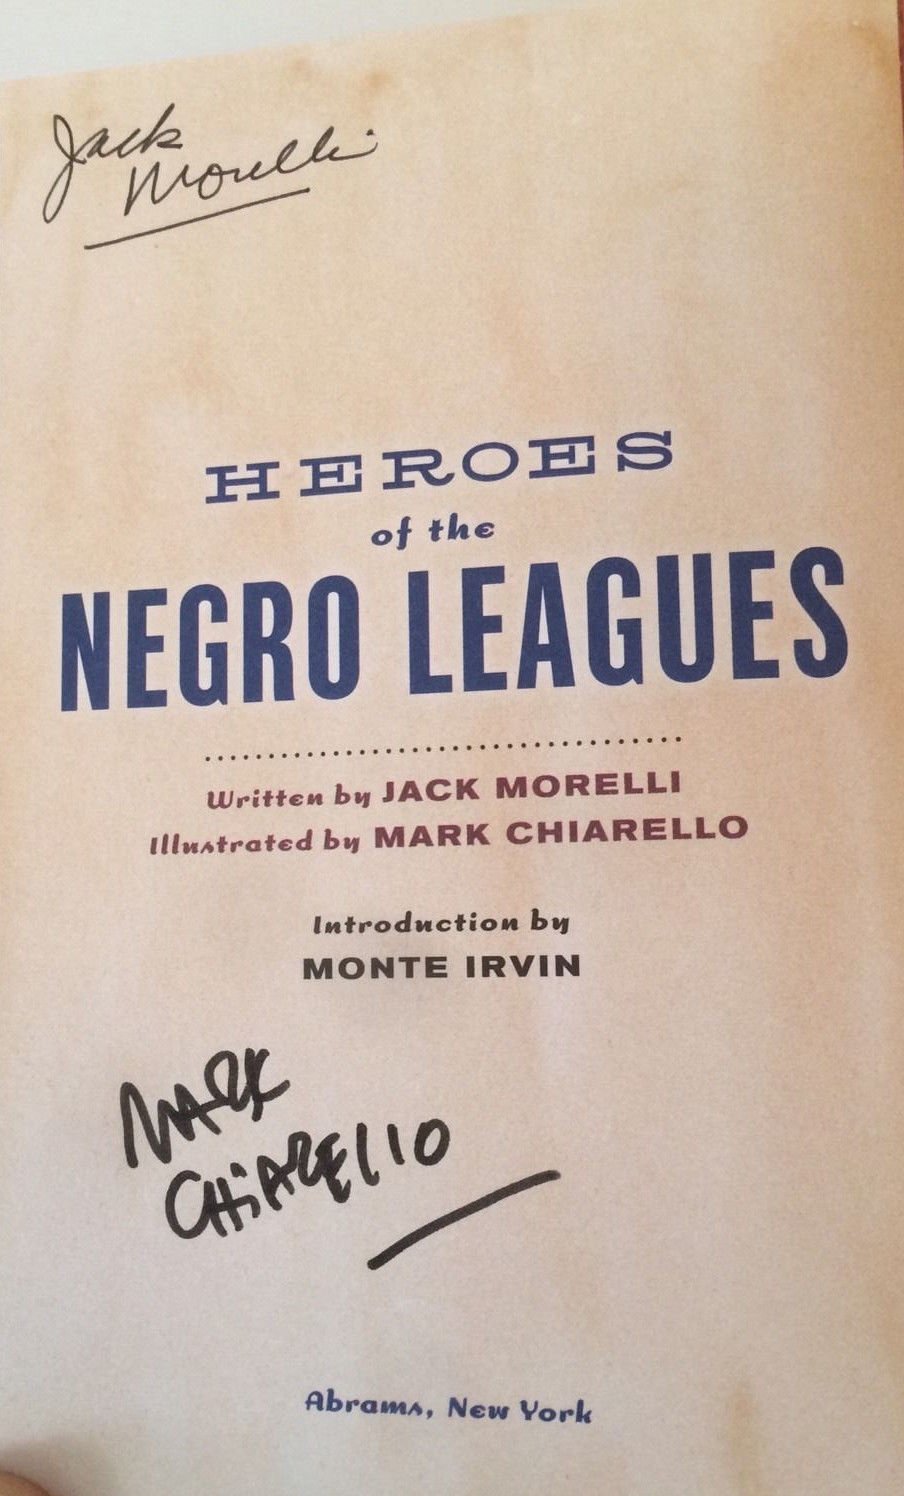 Jack
Morelli
HEROES
of the
NEGRO LEAGUES
Written by JACK MORELLI
Illustrated by MARK CHIARELLO
Introduction by
MONTE IRVIN
MARK
CHiARELLO
Abrams, New York